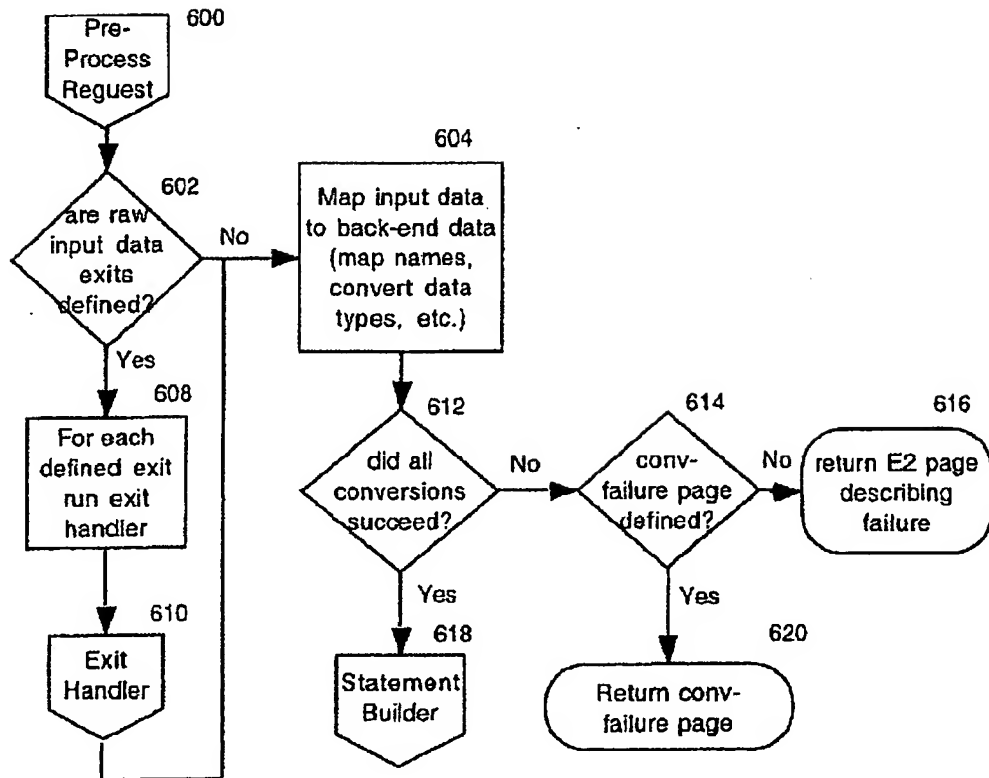 600
Pre-
Process
Reguest
602
are raw
input data
exits
defined?
No
Yes
604
Map input data
to back-end data
(map names,
convert data
types, etc.)
608
For each
defined exit
run exit
handler
610
Exit
Handler
612
did all
conversions
succeed?
No
Yes
614
conv-
failure page
defined?
No
Yes
616
return E2 page
describing
failure
618
Statement
Builder
620
Return conv-
failure page